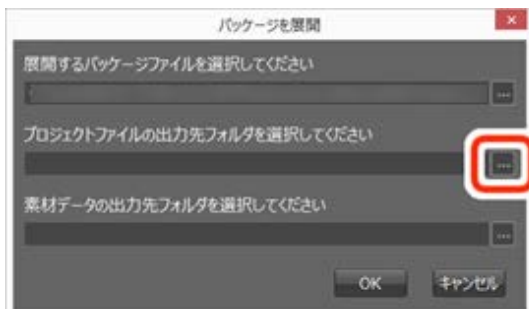 パッケージを展開
展開するパッケージファイルを選択してください
...
プロジェクトファイルの出力先フォルダを選択してください
...
素材データの出力先フォルダを選択してください
...
OK
キャンセル